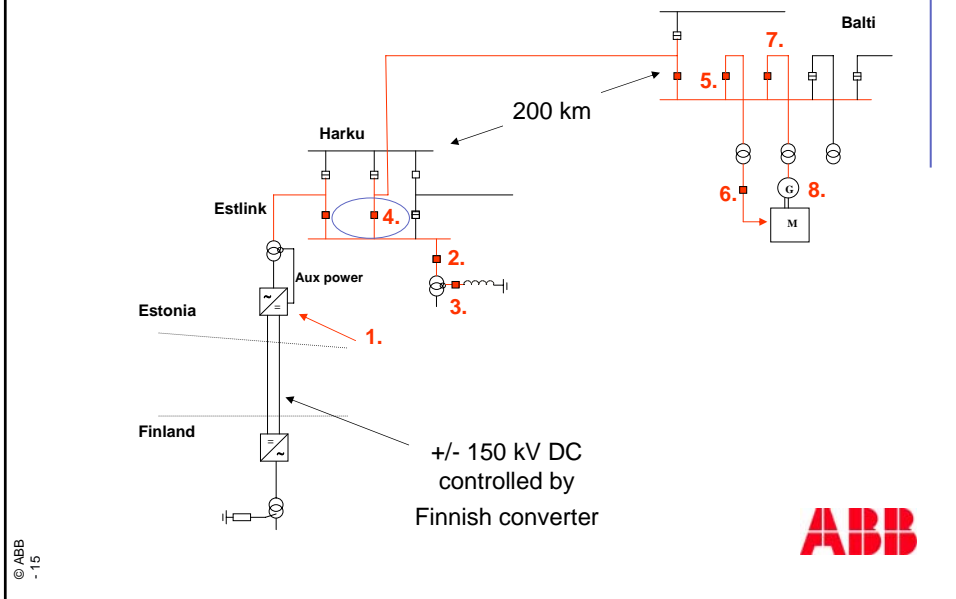 Balti
7.
5.
200 km
Harku
6.
G
8.
M
Estlink
4.
2.
Aux power
~
=
3.
Estonia
1.
Finland
=
~
+/- 150 kV DC
controlled by
Finnish converter
ABB
© ABB
- 15